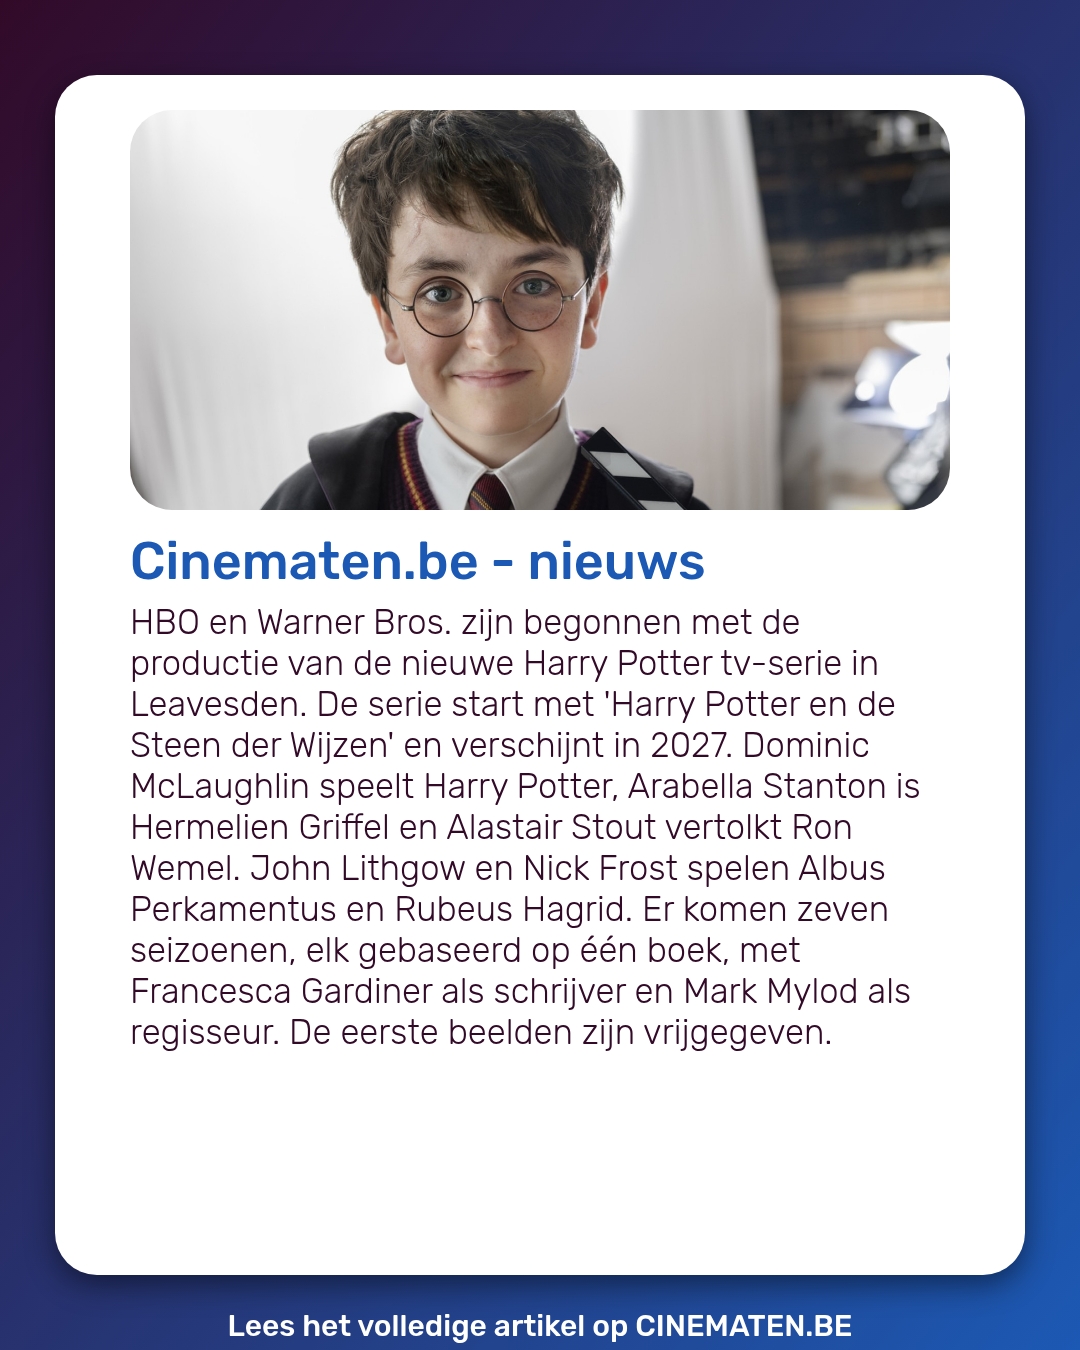 Cinematen.be - nieuws
HBO en Warner Bros. zijn begonnen met de
productie van de nieuwe Harry Potter tv-serie in
Leavesden. De serie start met 'Harry Potter en de
Steen der Wijzen' en verschijnt in 2027. Dominic
McLaughlin speelt Harry Potter, Arabella Stanton is
Hermelien Griffel en Alastair Stout vertolkt Ron
Wemel. John Lithgow en Nick Frost spelen Albus
Perkamentus en Rubeus Hagrid. Er komen zeven
seizoenen, elk gebaseerd op één boek, met
Francesca Gardiner als schrijver en Mark Mylod als
regisseur. De eerste beelden zijn vrijgegeven.
Lees het volledige artikel op CINEMATEN.BE